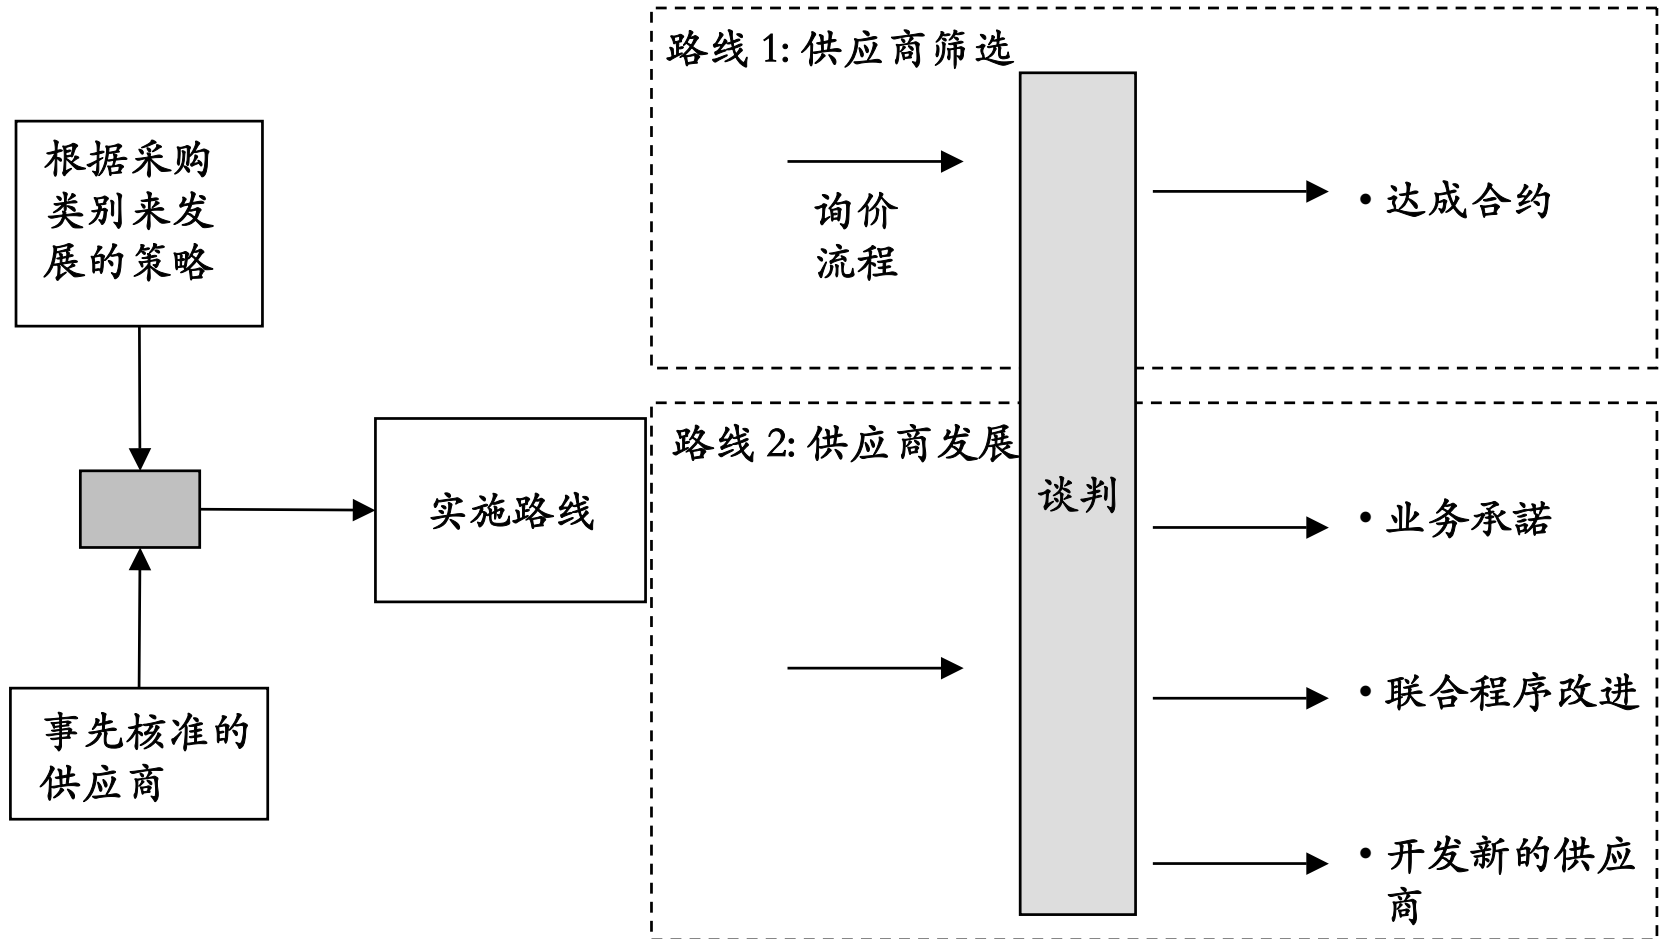 路线 1: 供应商筛选
根据采购
类别来发
展的策略
询价
流程
• 达成合约
路线 2: 供应商发展
实施路线
谈判
• 业务承諾
• 联合程序改进
事先核准的
供应商
• 开发新的供应
商